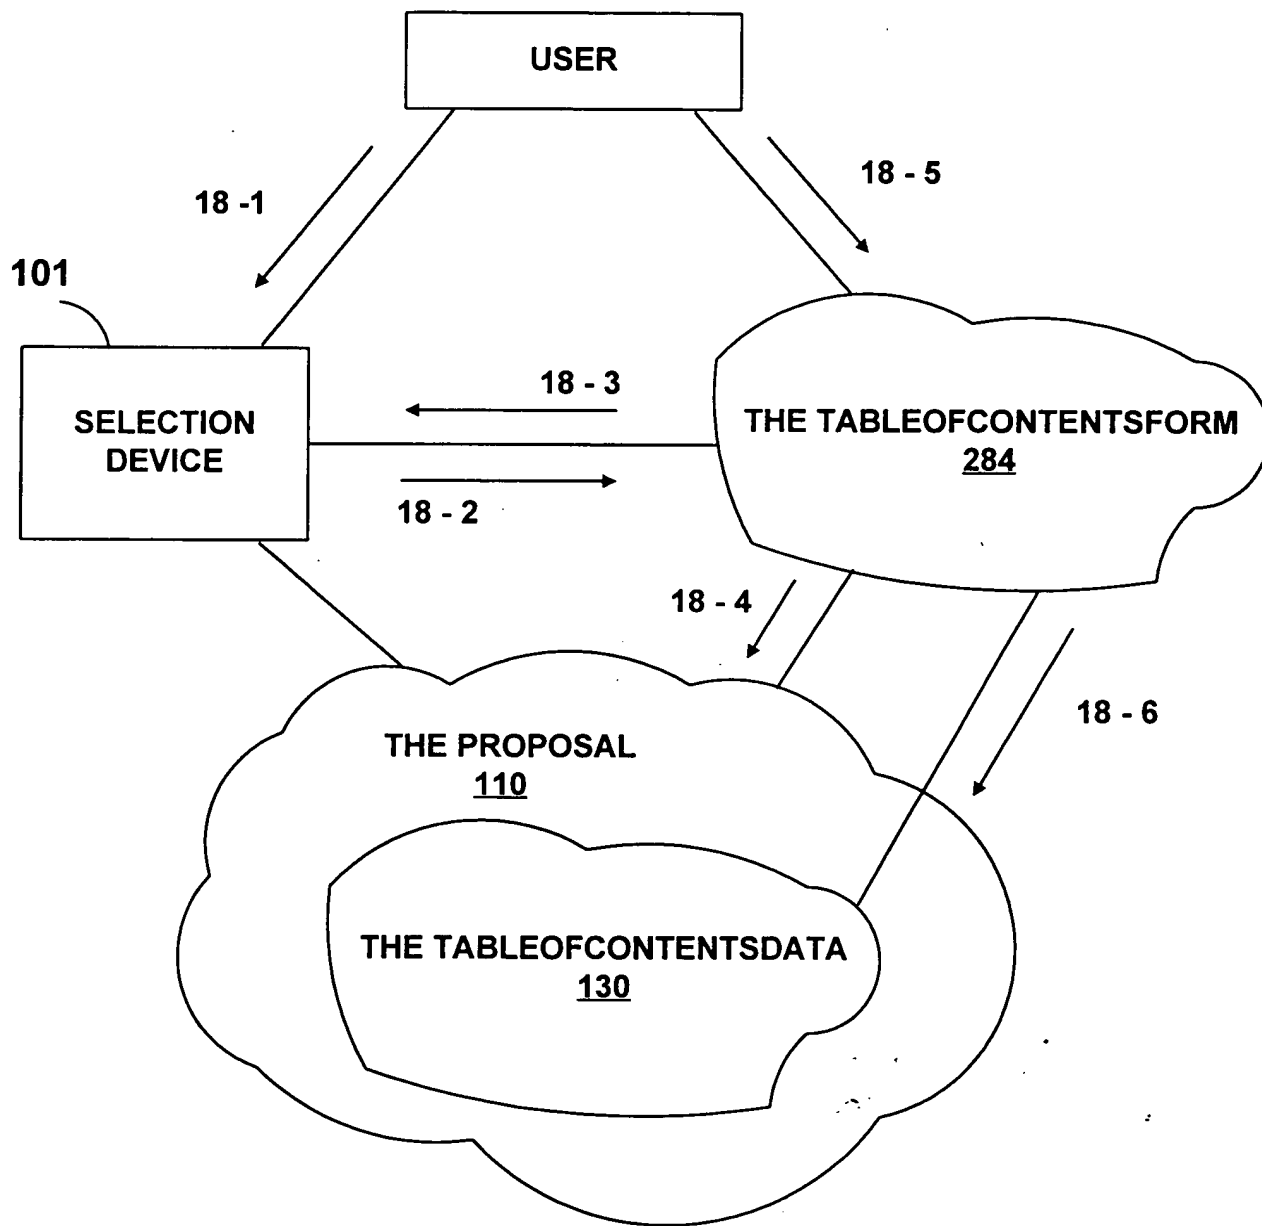 USER
18 - 5
18 -1
101
18 - 3
SELECTION
DEVICE
THE TABLEOFCONTENTSFORM
284
18 - 2
18 - 4
18 - 6
THE PROPOSAL
110
THE TABLEOFCONTENTSDATA
130